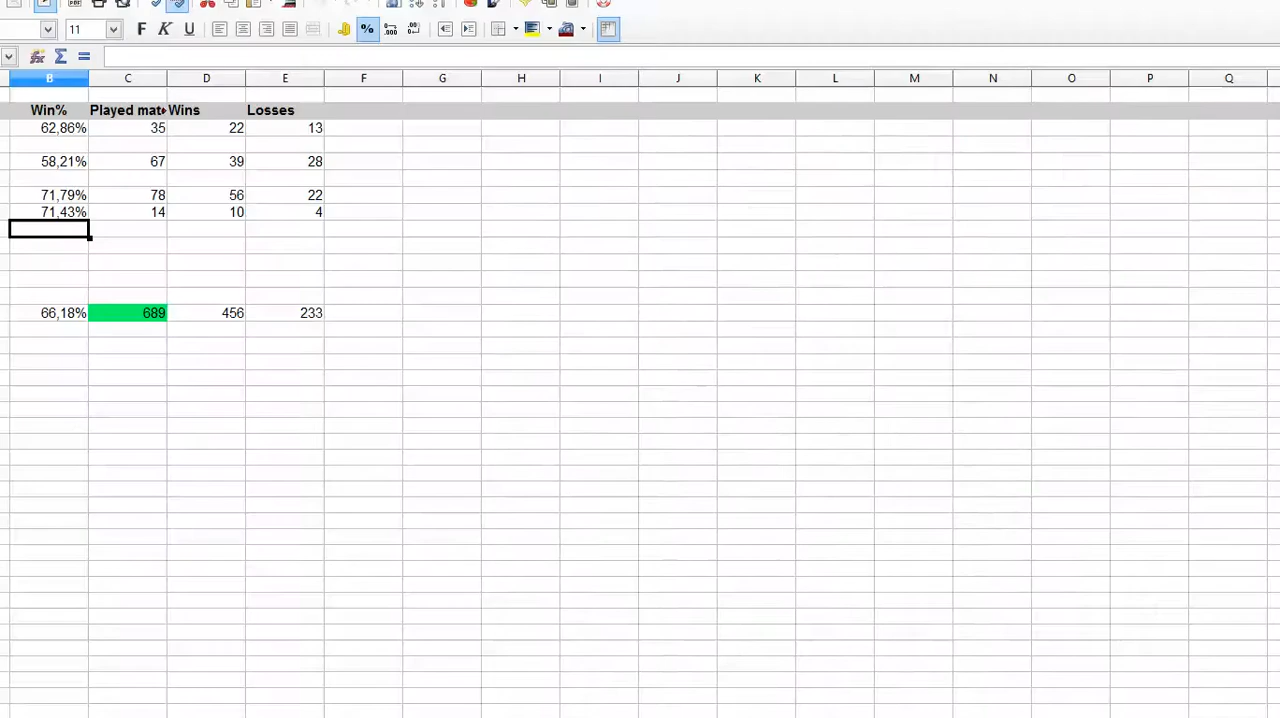 11
F K U %
B C D E F G H I J K L M N O P Q
Win% Played mat Wins Losses
62,86% 35 22 13
58,21% 67 39 28
71,79% 78 56 22
71,43% 14 10 4
66,18% 689 456 233